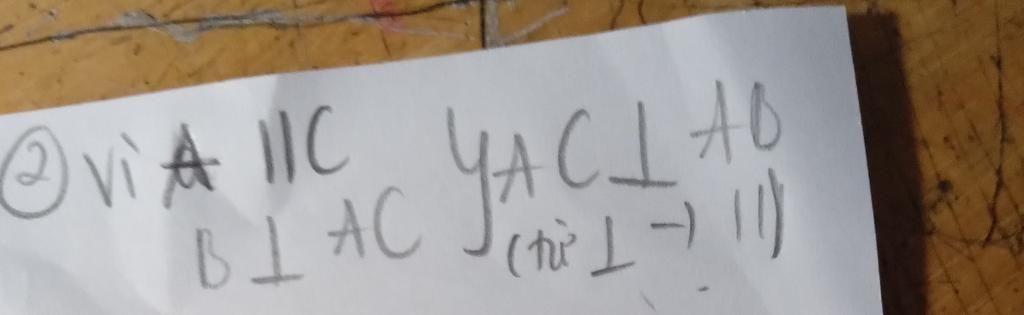 ② Vì A //C } AC ⊥ AB
B ⊥ AC (từ ⊥ → //)